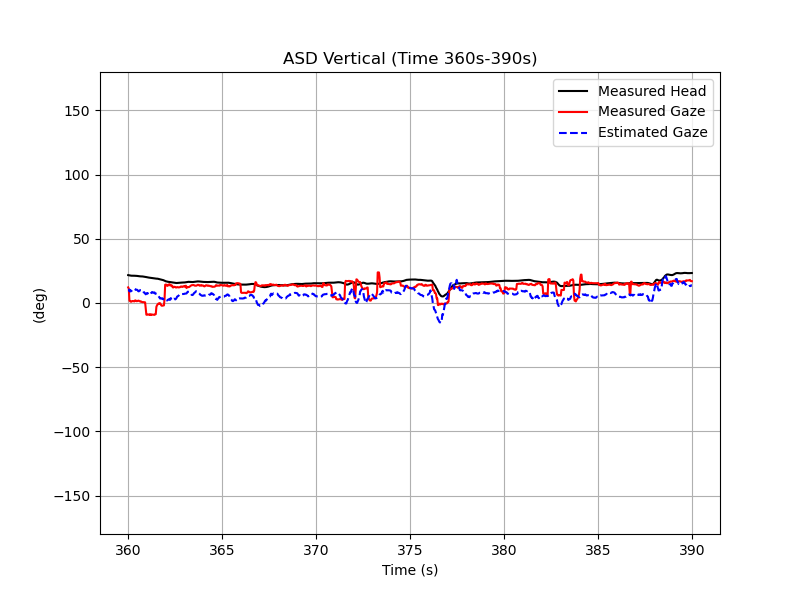 ASD Vertical (Time 360s-390s)
Measured Head
Measured Gaze
Estimated Gaze
150
100
50
0
−50
−100
−150
(deg)
360 365 370 375 380 385 390
Time (s)